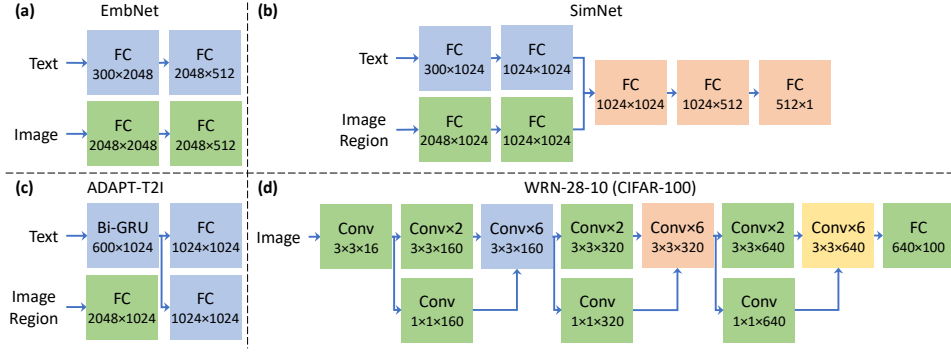 (a) EmbNet
Text
FC
300×2048
FC
2048×512
Image
FC
2048×2048
FC
2048×512
(b) SimNet
Text
FC
300×1024
FC
1024×1024
Image
Region
FC
2048×1024
FC
1024×1024
FC
1024×1024
FC
1024×512
FC
512×1
(c) ADAPT-T2I
Text
Bi-GRU
600×1024
FC
1024×1024
Image
Region
FC
2048×1024
FC
1024×1024
(d) WRN-28-10 (CIFAR-100)
Image
Conv
3×3×16
Conv×2
3×3×160
Conv×6
3×3×160
Conv×2
3×3×320
Conv×6
3×3×320
Conv×2
3×3×640
Conv×6
3×3×640
FC
640×100
Conv
1×1×160
Conv
1×1×320
Conv
1×1×640